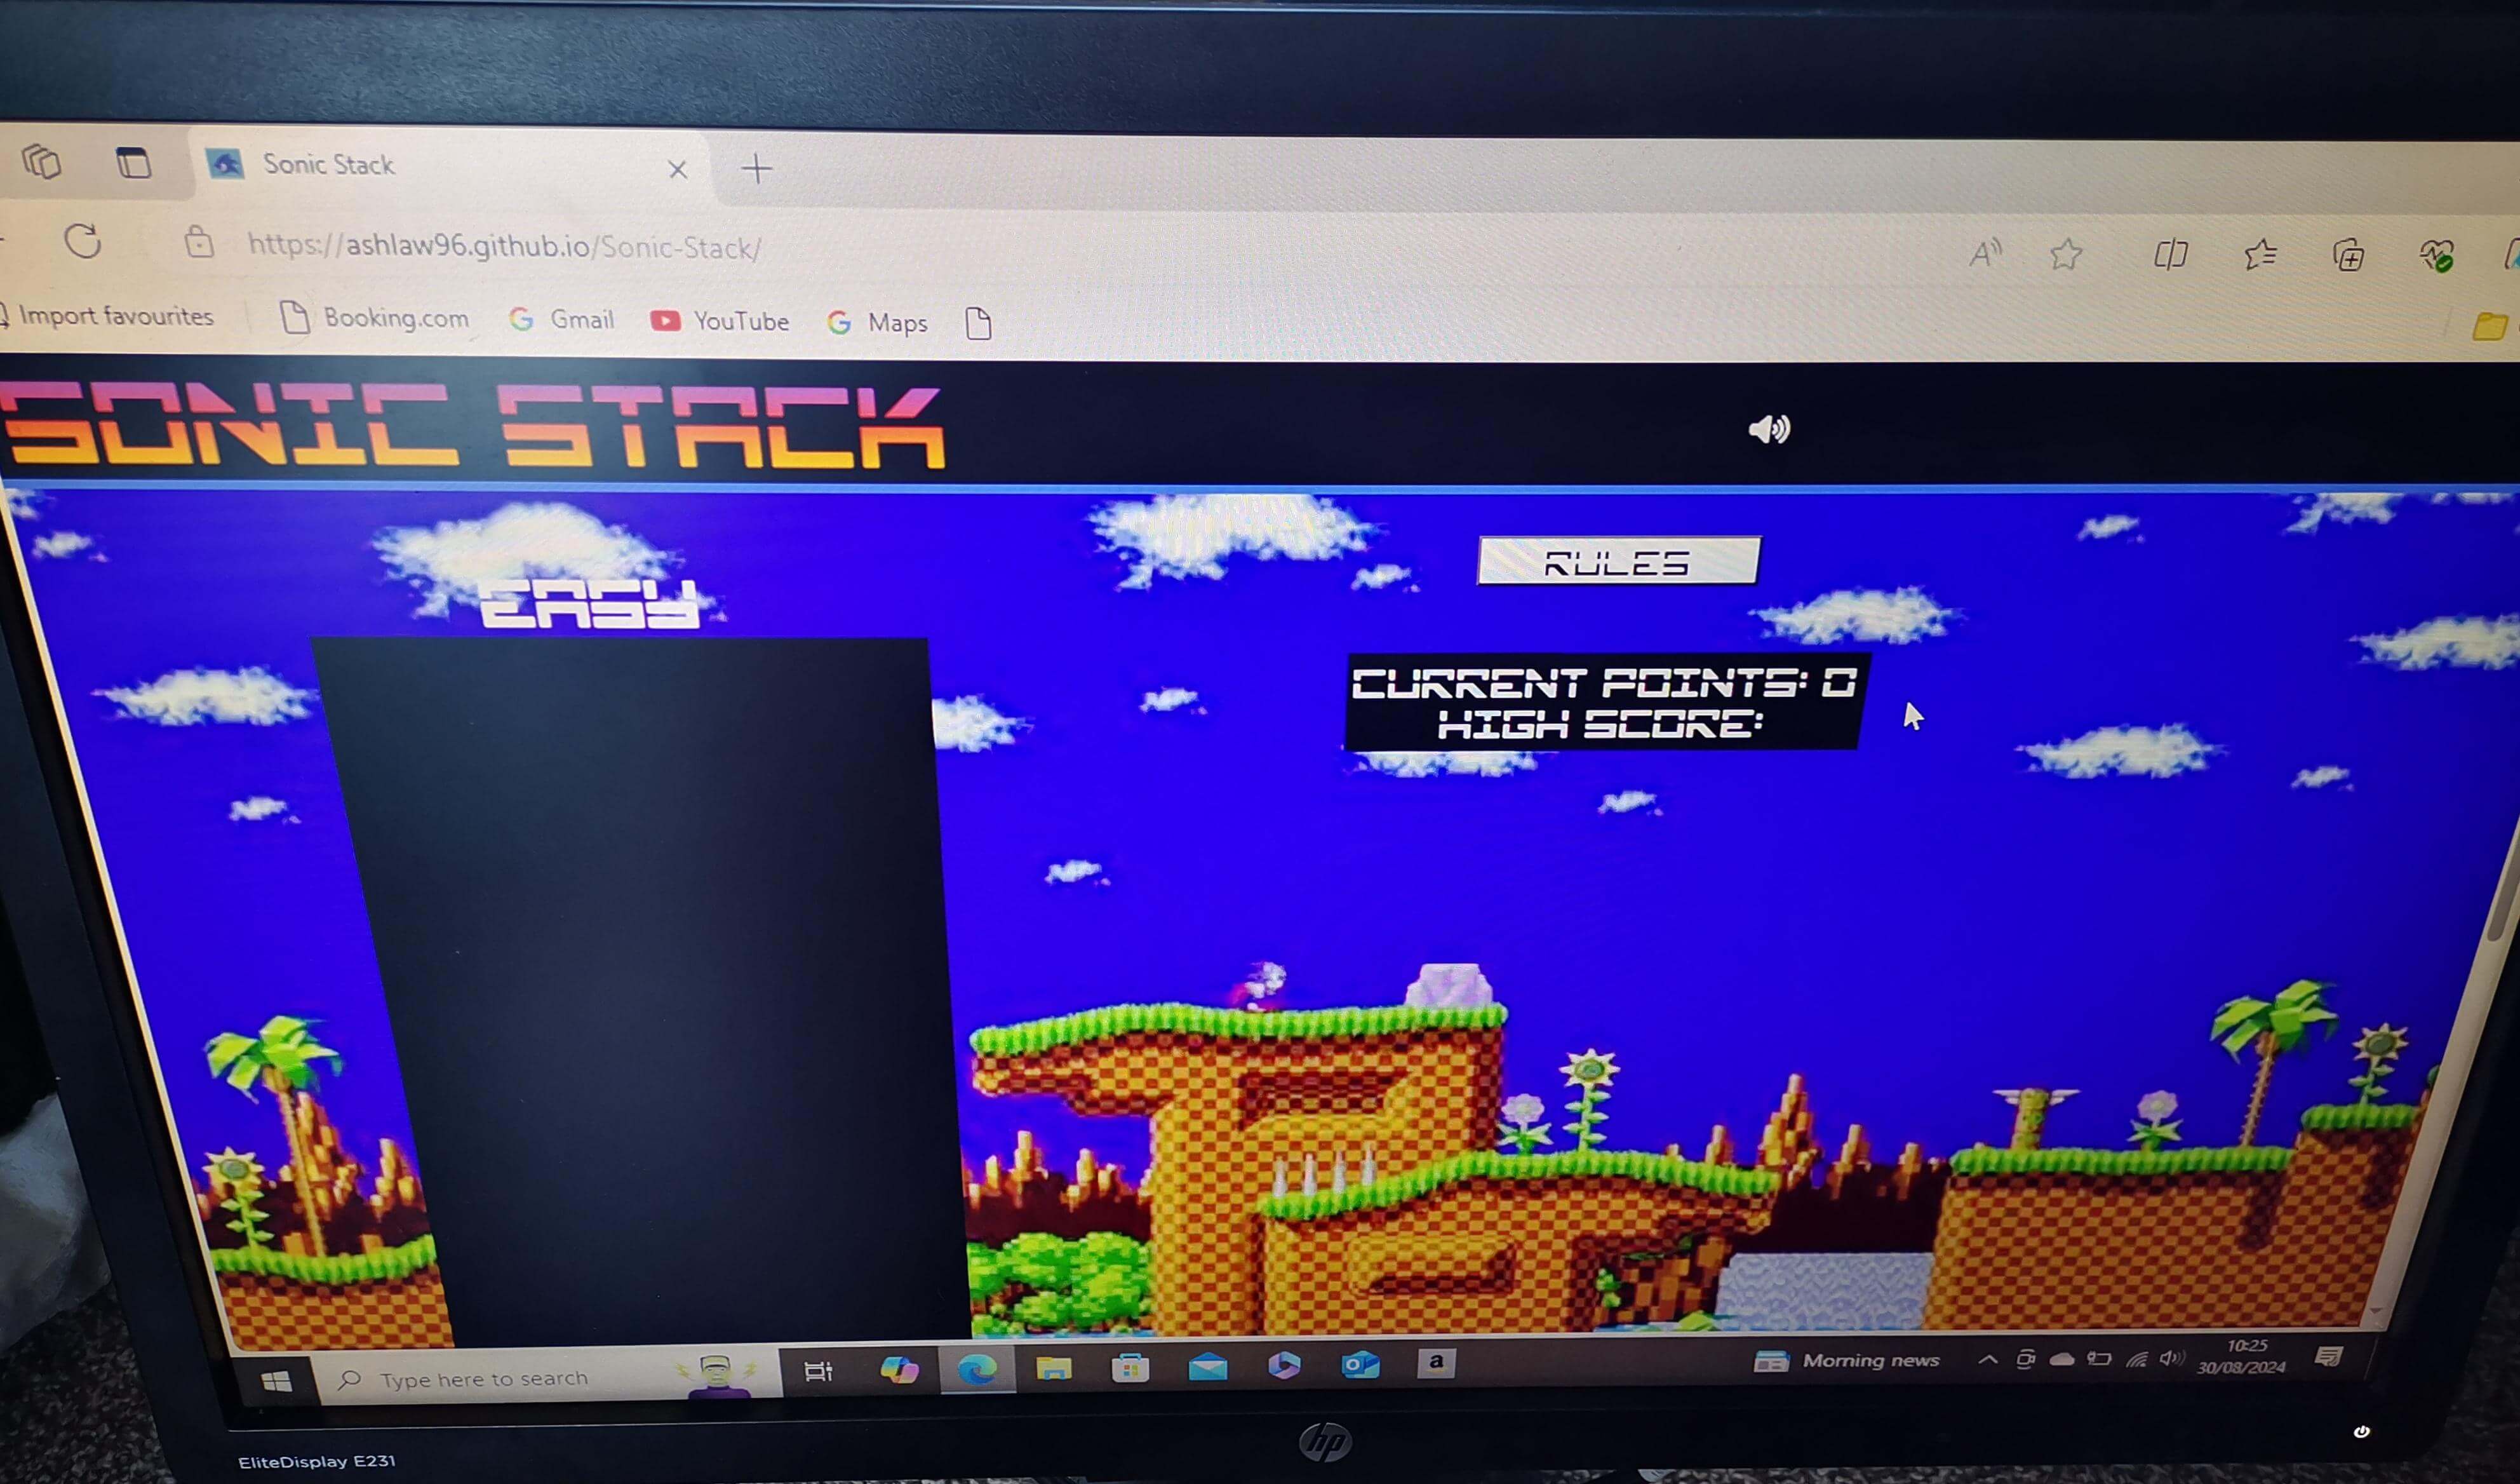 Sonic Stack
https://ashlaw96.github.io/Sonic-Stack/
Import favourites
Booking.com
Gmail
YouTube
Maps
SONIC STACK
RULES
EASY
CURRENT POINTS: 0
HIGH SCORE:
Type here to search
a
Morning news
10:25
30/08/2024
hp
EliteDisplay E231